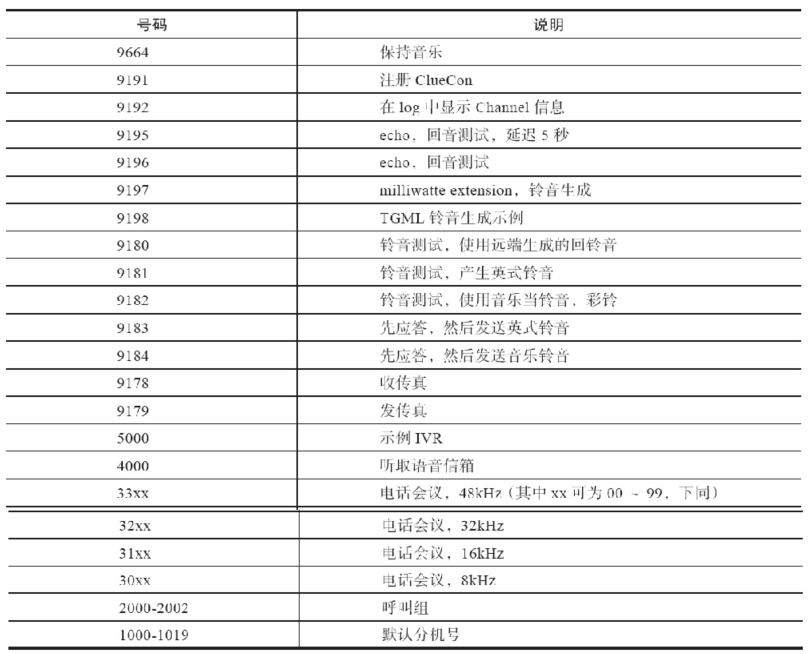 号码 说明
9664 保持音乐
9191 注册 ClueCon
9192 在 log 中显示 Channel 信息
9195 echo，回音测试，延迟 5 秒
9196 echo，回音测试
9197 milliwatte extension，铃音生成
9198 TGML 铃音生成示例
9180 铃音测试，使用远端生成的回铃音
9181 铃音测试，产生英式铃音
9182 铃音测试，使用音乐当铃音，彩铃
9183 先应答，然后发送英式铃音
9184 先应答，然后发送音乐铃音
9178 收传真
9179 发传真
5000 示例 IVR
4000 听取语音信箱
33xx 电话会议，48kHz（其中 xx 可为 00 ~ 99，下同）
32xx 电话会议，32kHz
31xx 电话会议，16kHz
30xx 电话会议，8kHz
2000-2002 呼叫组
1000-1019 默认分机号